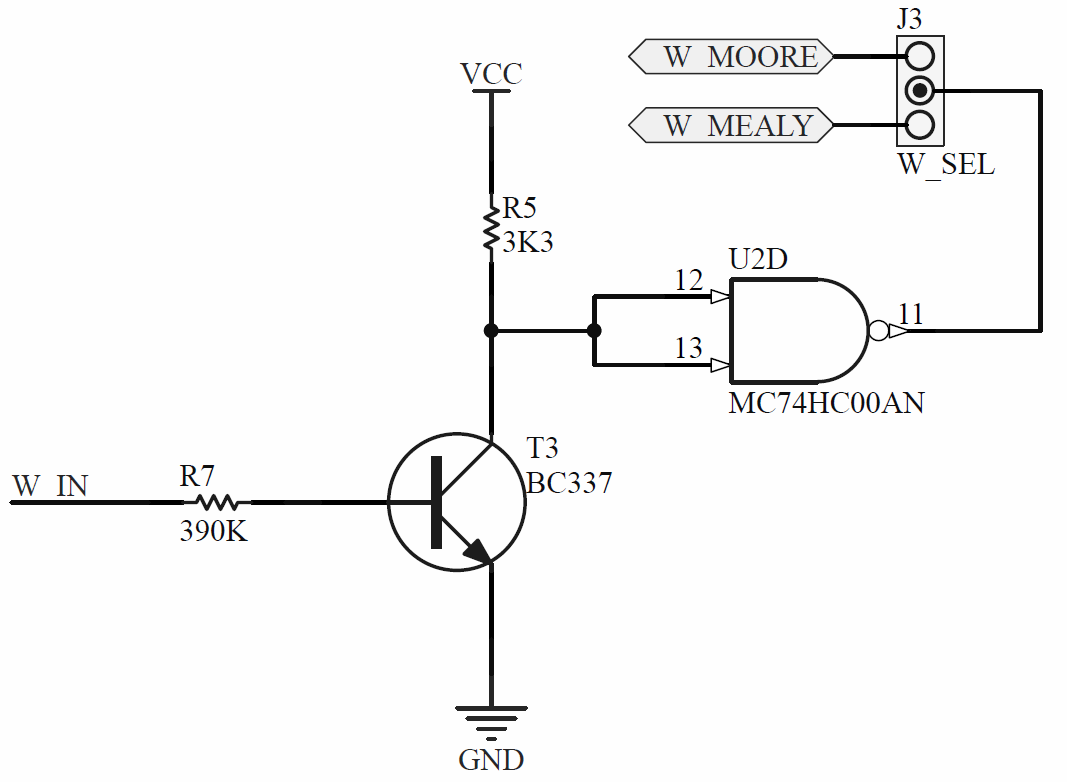 J3
W_MOORE
VCC
W_MEALY
W_SEL
R5
3K3
U2D
12
11
13
MC74HC00AN
T3
R7
BC337
W_IN
390K
GND